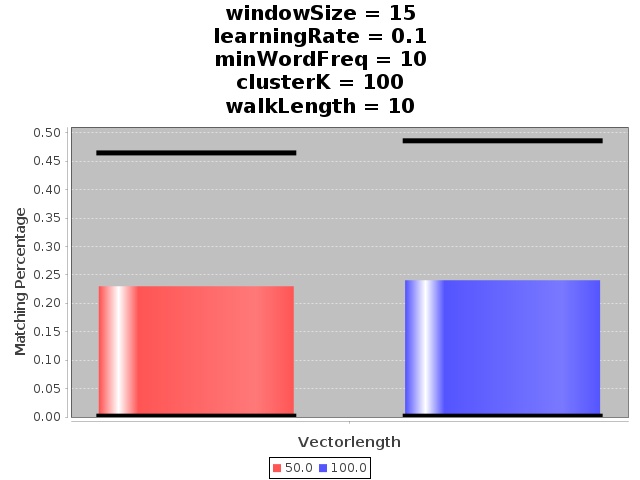 windowSize = 15
learningRate = 0.1
minWordFreq = 10
clusterK = 100
walkLength = 10
Matching Percentage
0.50
0.45
0.40
0.35
0.30
0.25
0.20
0.15
0.10
0.05
0.00
Vectorlength
50.0 100.0